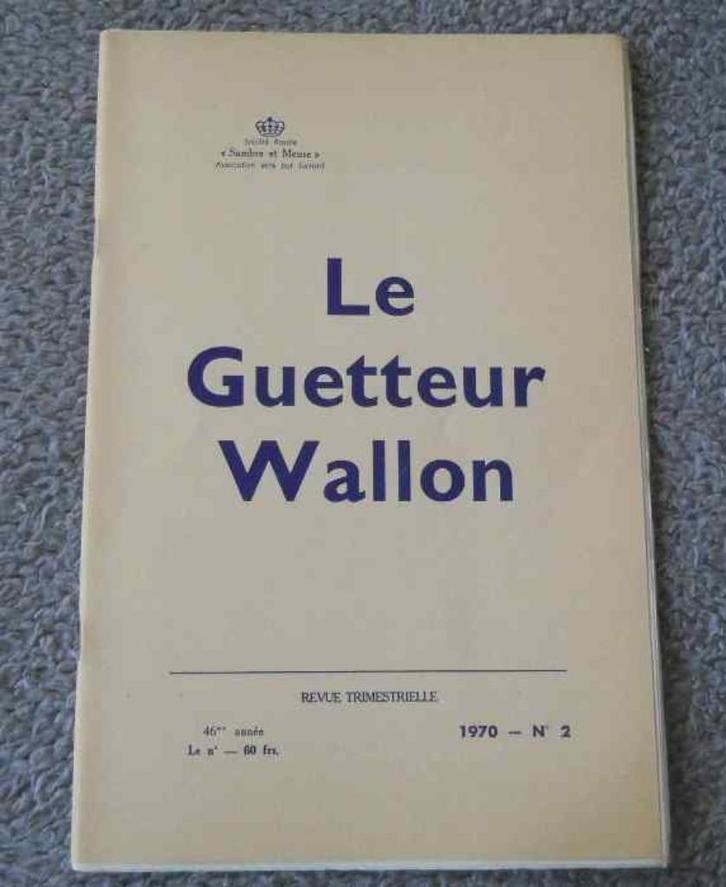 Société Royale
« Sambre et Meuse »
Association sans but lucratif
Le
Guetteur
Wallon
REVUE TRIMESTRIELLE
46me année
1970 — N° 2
Le n° — 60 frs.